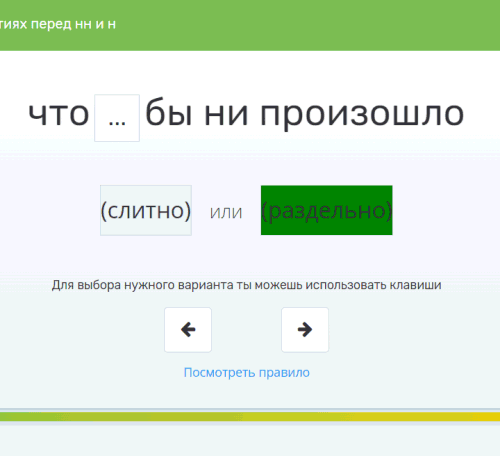 тиях перед нн и н
что ... бы ни произошло
(слитно) или (раздельно)
Для выбора нужного варианта ты можешь использовать клавиши
Посмотреть правило